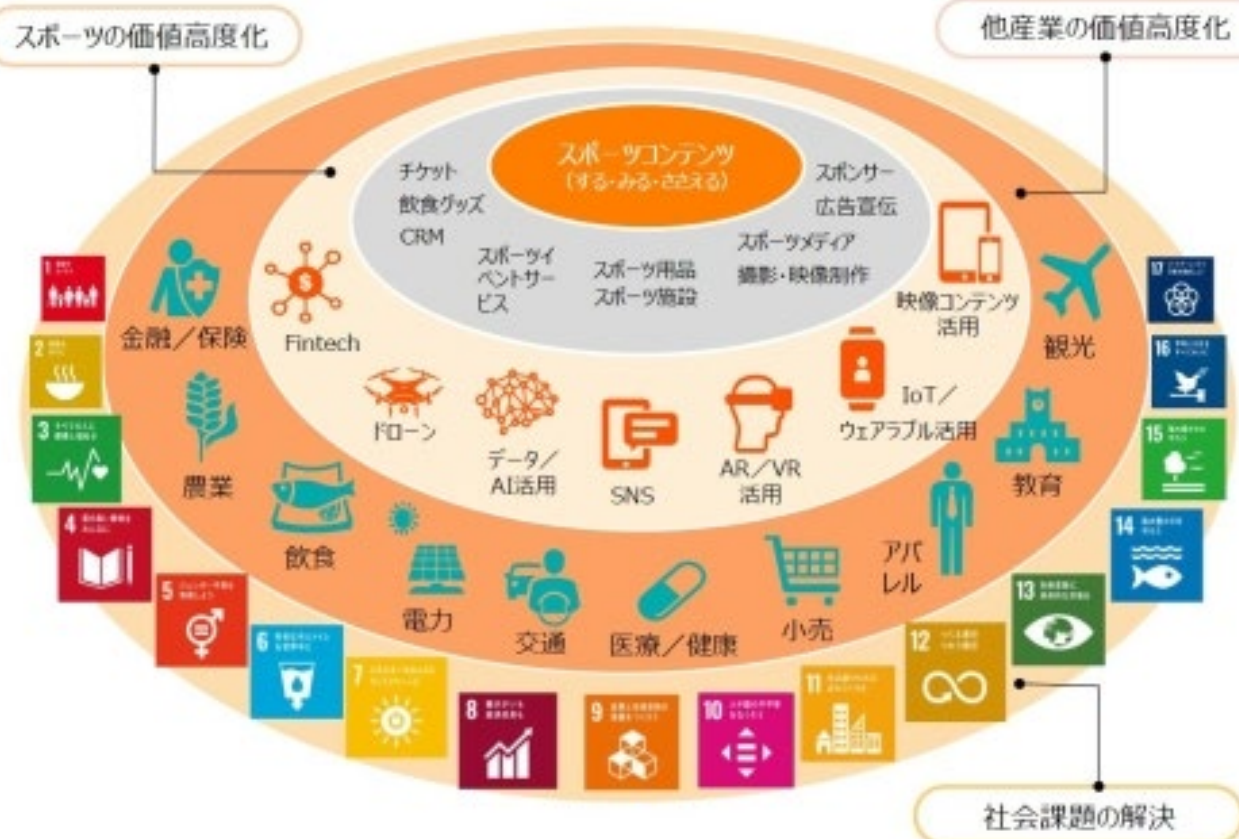 スポーツの価値高度化
他産業の価値高度化
スポーツコンテンツ
(する・みる・ささえる)
チケット
飲食グッズ
CRM
スポーツイ
ベントサー
ビス
スポーツ用品
スポーツ施設
スポンサー
広告宣伝
スポーツメディア
撮影・映像制作
Fintech
ドローン
データ/
AI活用
SNS
AR/VR
活用
IoT/
ウェアラブル活用
映像コンテンツ
活用
金融/保険
農業
飲食
電力
交通
医療/健康
小売
アパ
レル
教育
観光
1
2
3
4
5
6
7
8
9
10
11
12
13
14
15
16
17
社会課題の解決